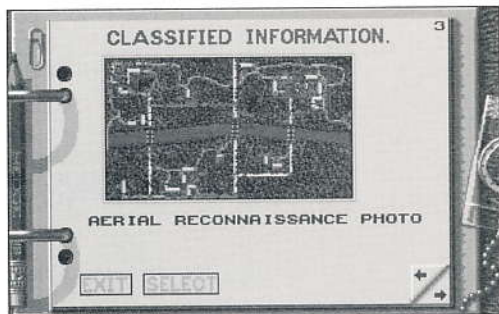 3
CLASSIFIED INFORMATION.
AERIAL RECONNAISSANCE PHOTO
EXIT SELECT